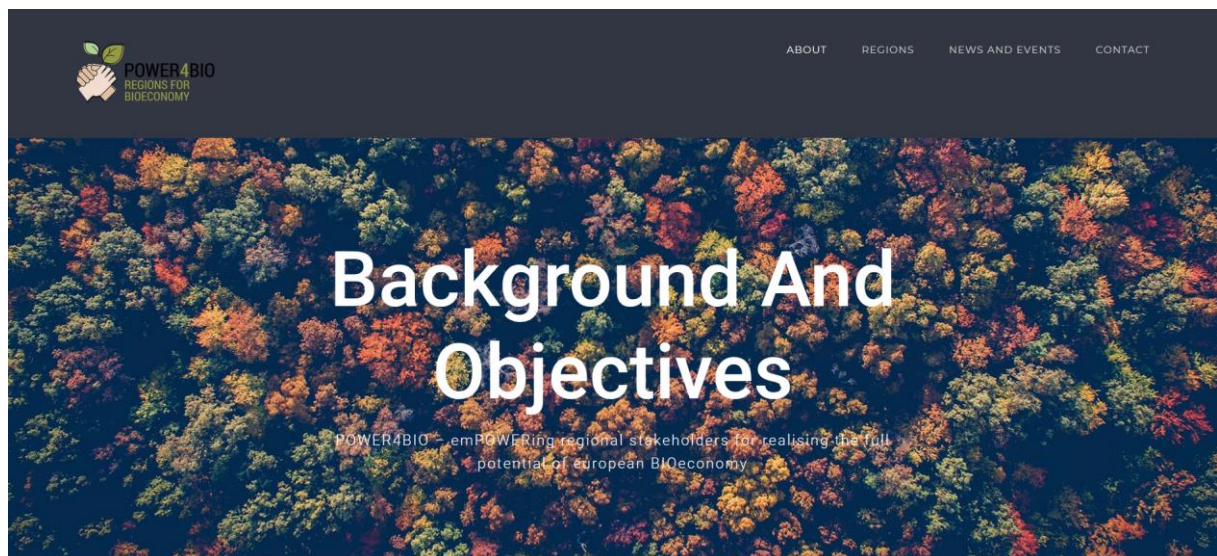 POWER4BIO
REGIONS FOR
BIOECONOMY
ABOUT REGIONS NEWS AND EVENTS CONTACT
Background And
Objectives
POWER4BIO – emPOWERing regional stakeholders for realising the full
potential of european BIOeconomy